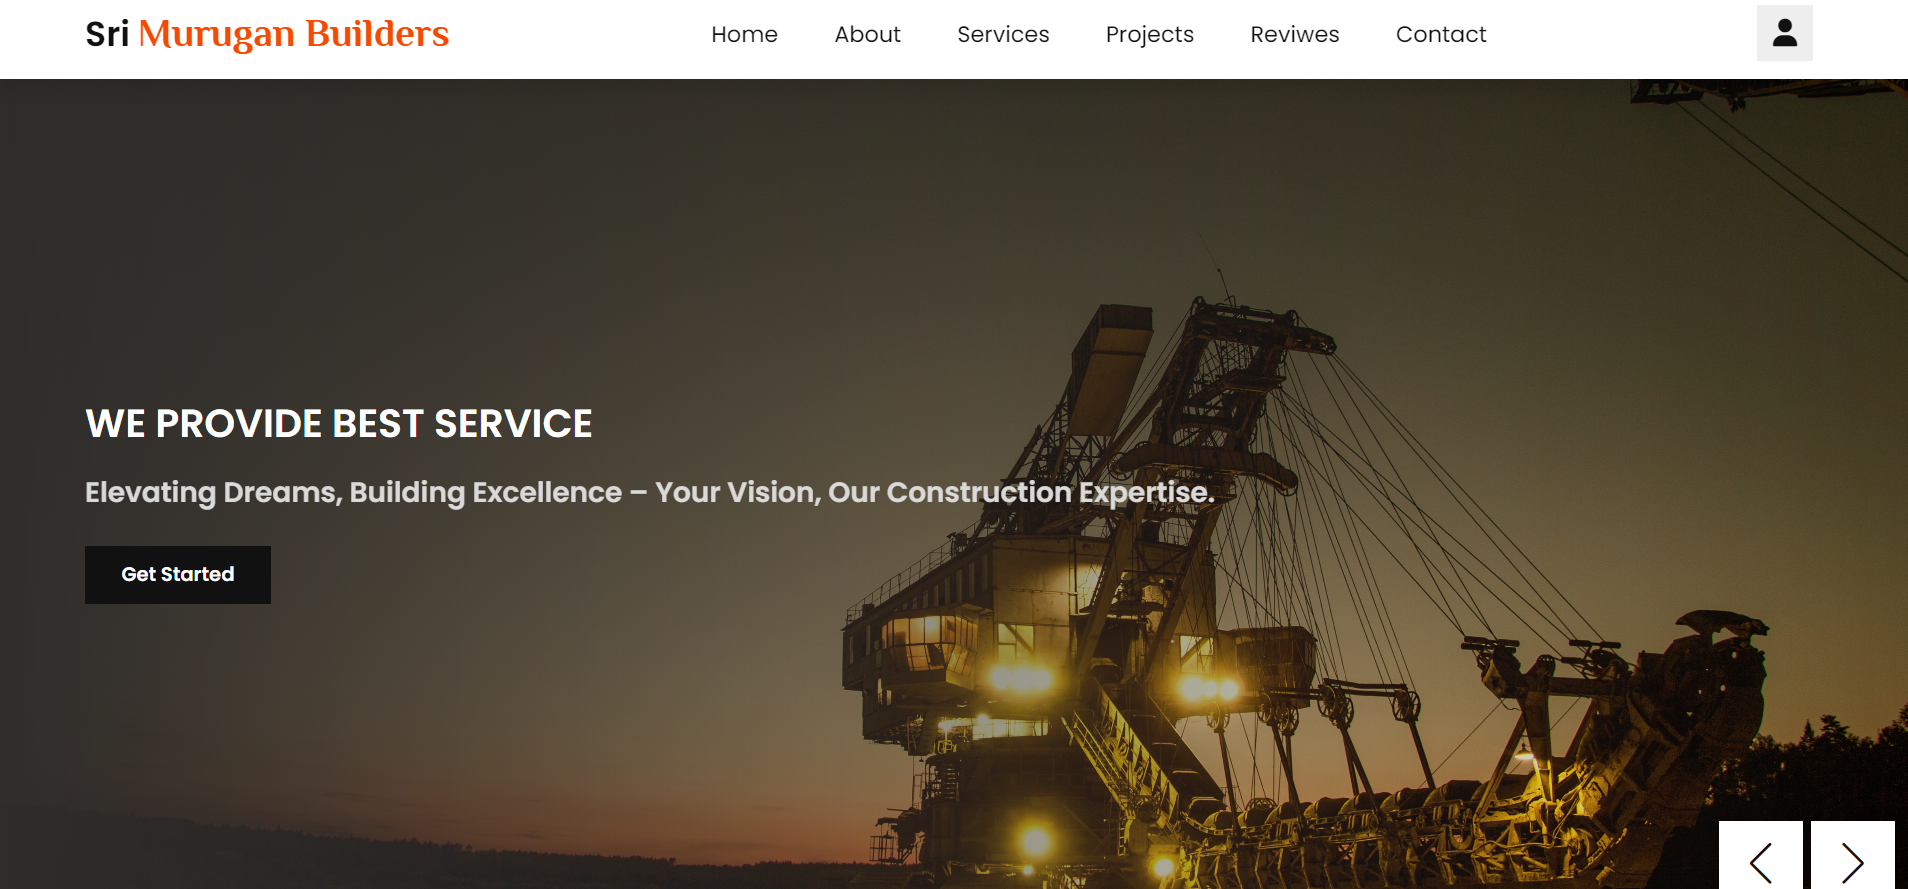 Sri Murugan Builders
Home About Services Projects Reviwes Contact
WE PROVIDE BEST SERVICE
Elevating Dreams, Building Excellence – Your Vision, Our Construction Expertise.
Get Started